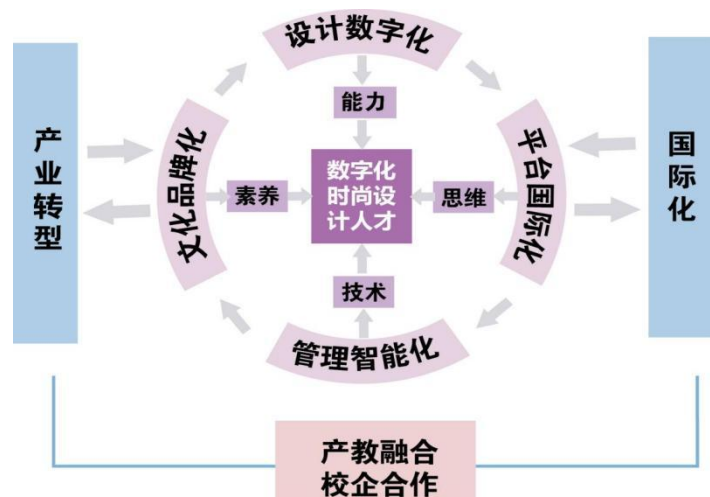 设计数字化
能力
产业转型
文化品牌化
素养
数字化
时尚设
计人才
思维
平台国际化
国际化
技术
管理智能化
产教融合
校企合作